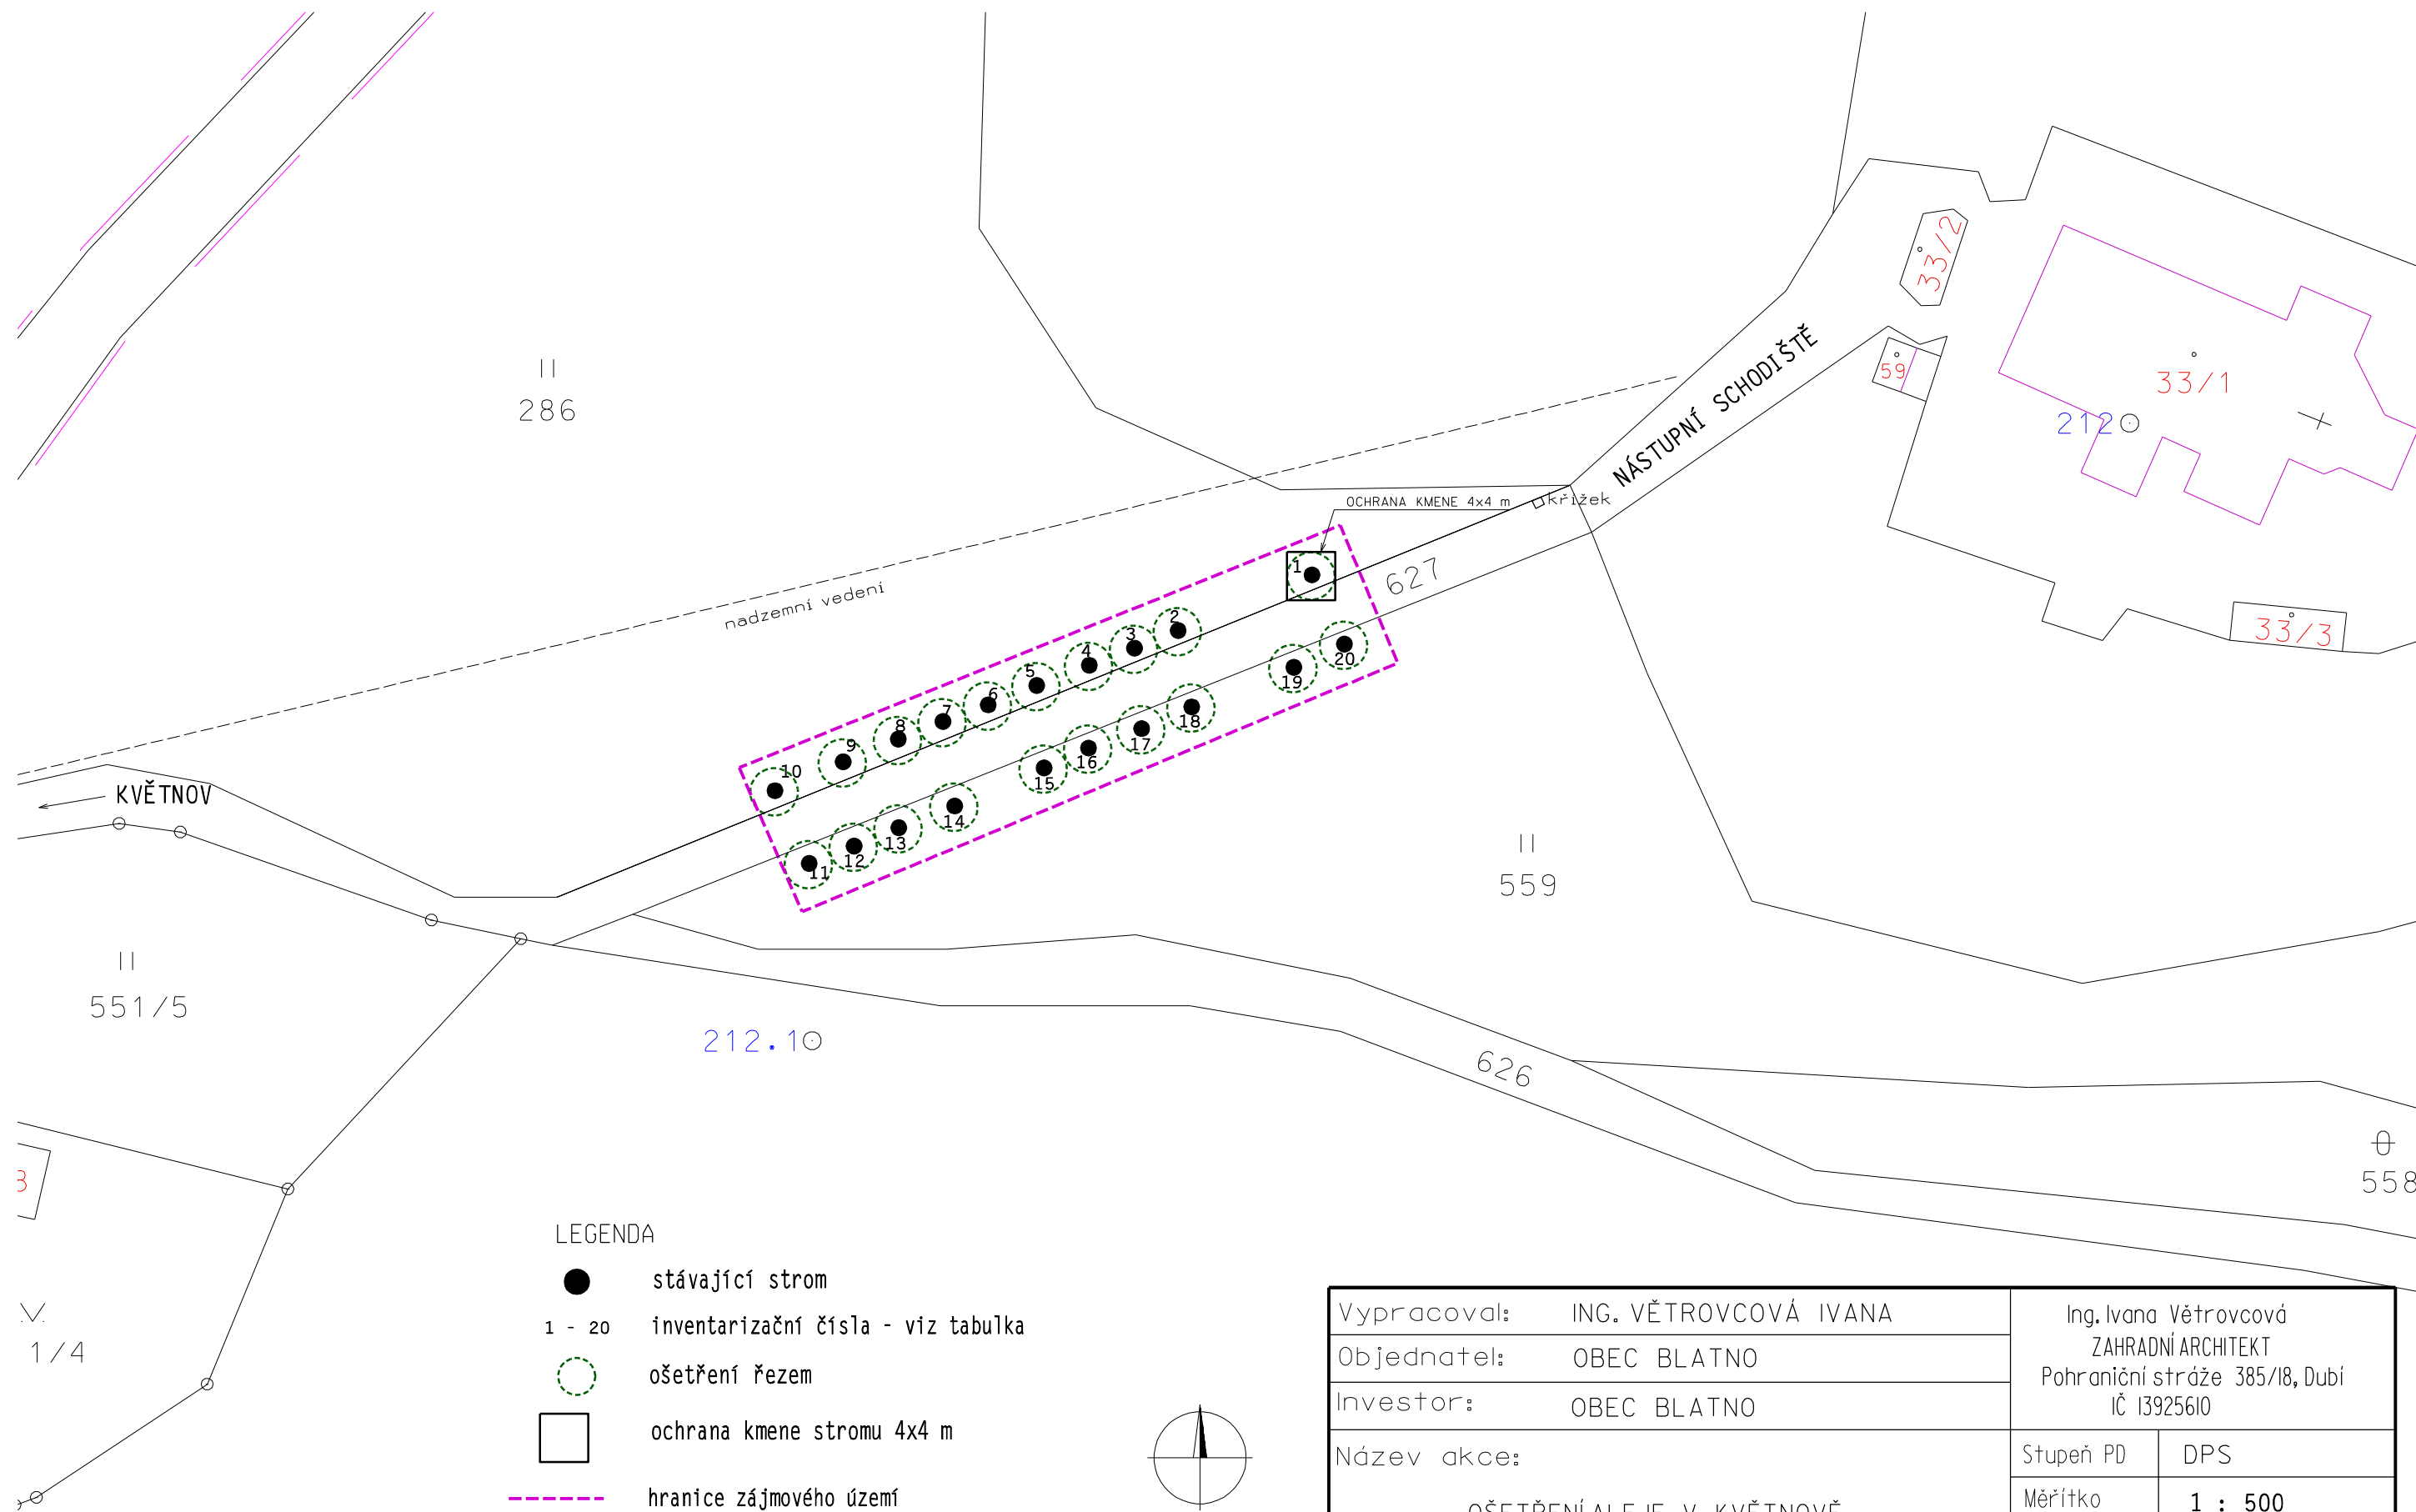 33/2
NÁSTUPNÍ SCHODIŠTĚ
59
33/1
212
286
OCHRANA KMENE 4x4 m
křížek
627
nadzemní vedení
33/3
1
2
3
4
5
6
7
8
9
10
20
19
18
17
16
15
14
13
12
11
KVĚTNOV
559
551/5
212.1
626
558
1/4
LEGENDA
stávající strom
1 - 20 inventarizační čísla - viz tabulka
ošetření řezem
ochrana kmene stromu 4x4 m
hranice zájmového území
Vypracoval: ING. VĚTROVCOVÁ IVANA
Objednatel: OBEC BLATNO
Investor: OBEC BLATNO
Název akce:
OŠETŘENÍ ALEJE V KVĚTNOVĚ
Ing. Ivana Větrovcová
ZAHRADNÍ ARCHITEKT
Pohraniční stráže 385/18, Dubí
IČ 13925610
Stupeň PD DPS
Měřítko 1 : 500